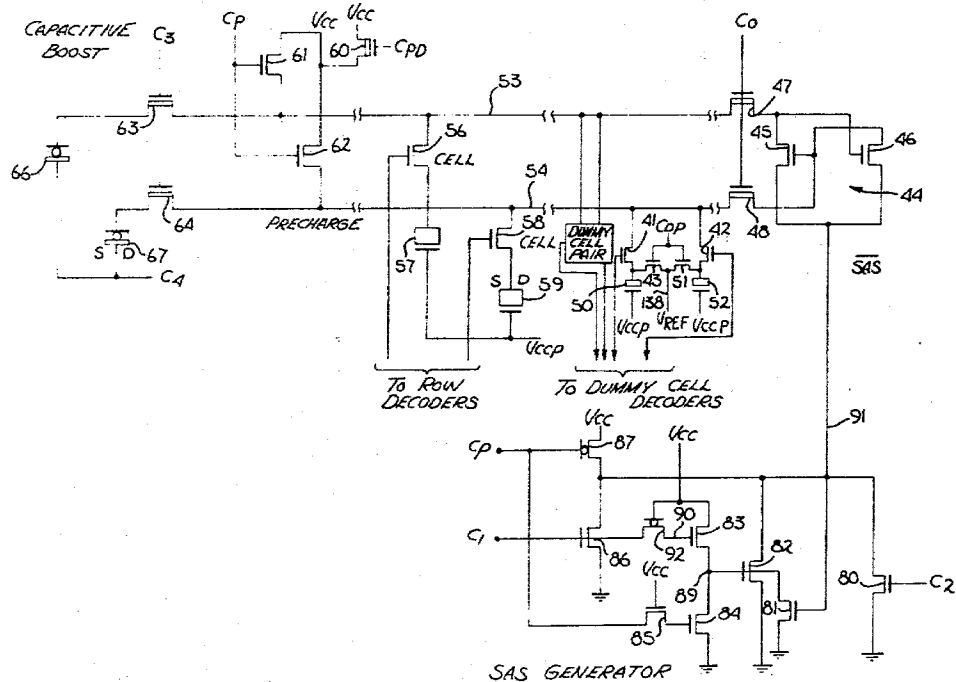 CAPACITIVE BOOST
C3
CP
VCC
VCC
60
CPD
61
C0
53
47
63
56
45
46
66
62
CELL
44
54
64
PRECHARGE
58
CELL
DUMMY CELL PAIR
41
COP
42
48
S D 67
57
43
51
SAS
S D 59
50
138
52
C4
VCCP
VCCP
VREF
VCCP
TO ROW DECODERS
TO DUMMY CELL DECODERS
91
VCC
CP
87
VCC
C1
90
83
86
92
82
VCC
89
80
C2
81
85
84
SAS GENERATOR